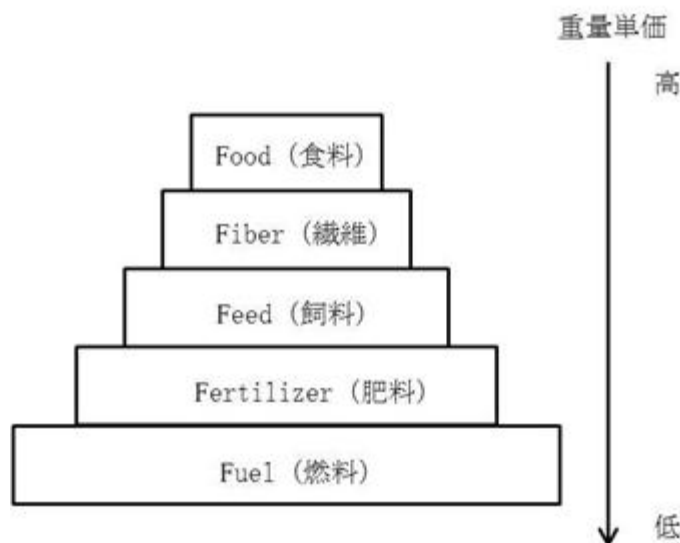 重量単価
高
Food (食料)
Fiber (繊維)
Feed (飼料)
Fertilizer (肥料)
Fuel (燃料)
低